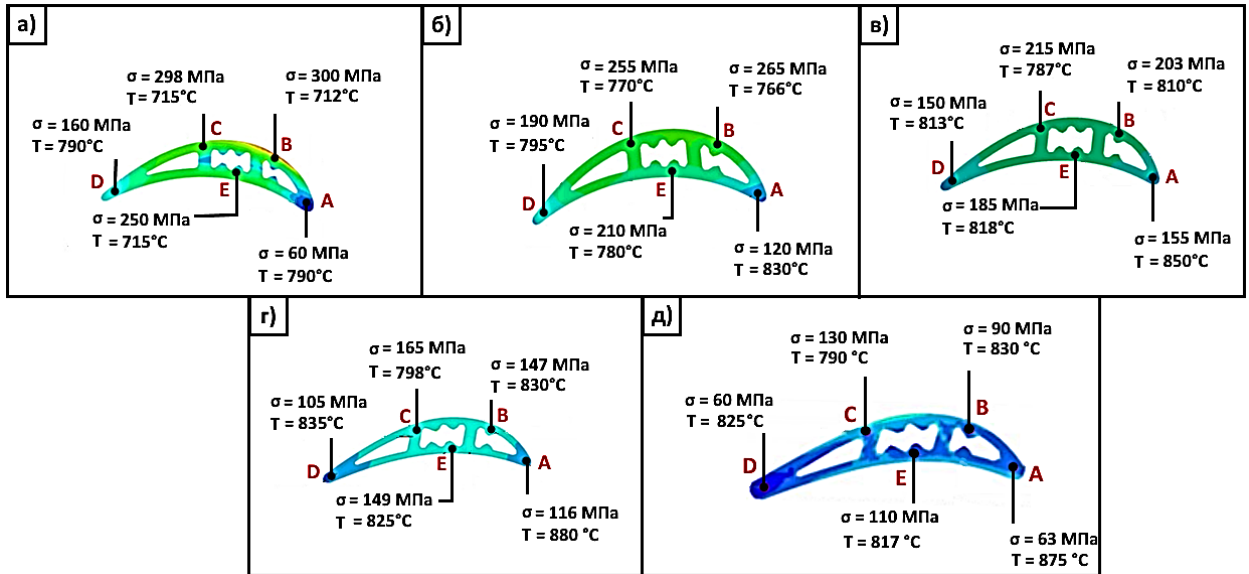 а)
σ = 298 МПа
T = 715°C
σ = 300 МПа
T = 712°C
σ = 160 МПа
T = 790°C
C
B
D
E
A
σ = 250 МПа
T = 715°C
σ = 60 МПа
T = 790°C
б)
σ = 255 МПа
T = 770°C
σ = 265 МПа
T = 766°C
σ = 190 МПа
T = 795°C
C
B
D
E
A
σ = 210 МПа
T = 780°C
σ = 120 МПа
T = 830°C
в)
σ = 215 МПа
T = 787°C
σ = 203 МПа
T = 810°C
σ = 150 МПа
T = 813°C
C
B
D
E
A
σ = 185 МПа
T = 818°C
σ = 155 МПа
T = 850°C
г)
σ = 165 МПа
T = 798°C
σ = 147 МПа
T = 830°C
σ = 105 МПа
T = 835°C
C
B
D
E
A
σ = 149 МПа
T = 825°C
σ = 116 МПа
T = 880°C
д)
σ = 130 МПа
T = 790 °C
σ = 90 МПа
T = 830 °C
σ = 60 МПа
T = 825°C
C
B
D
E
A
σ = 110 МПа
T = 817°C
σ = 63 МПа
T = 875 °C